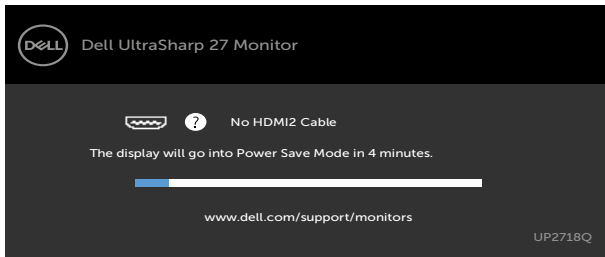 DELL Dell UltraSharp 27 Monitor
? No HDMI2 Cable
The display will go into Power Save Mode in 4 minutes.
www.dell.com/support/monitors
UP2718Q